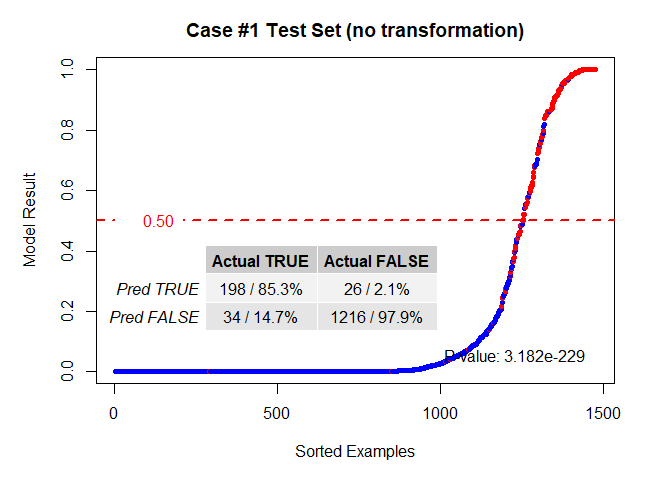 Case #1 Test Set (no transformation)
Model Result
1.0
0.8
0.6
0.4
0.2
0.0
0.50
Actual TRUE Actual FALSE
Pred TRUE 198 / 85.3% 26 / 2.1%
Pred FALSE 34 / 14.7% 1216 / 97.9%
P-value: 3.182e-229
0 500 1000 1500
Sorted Examples